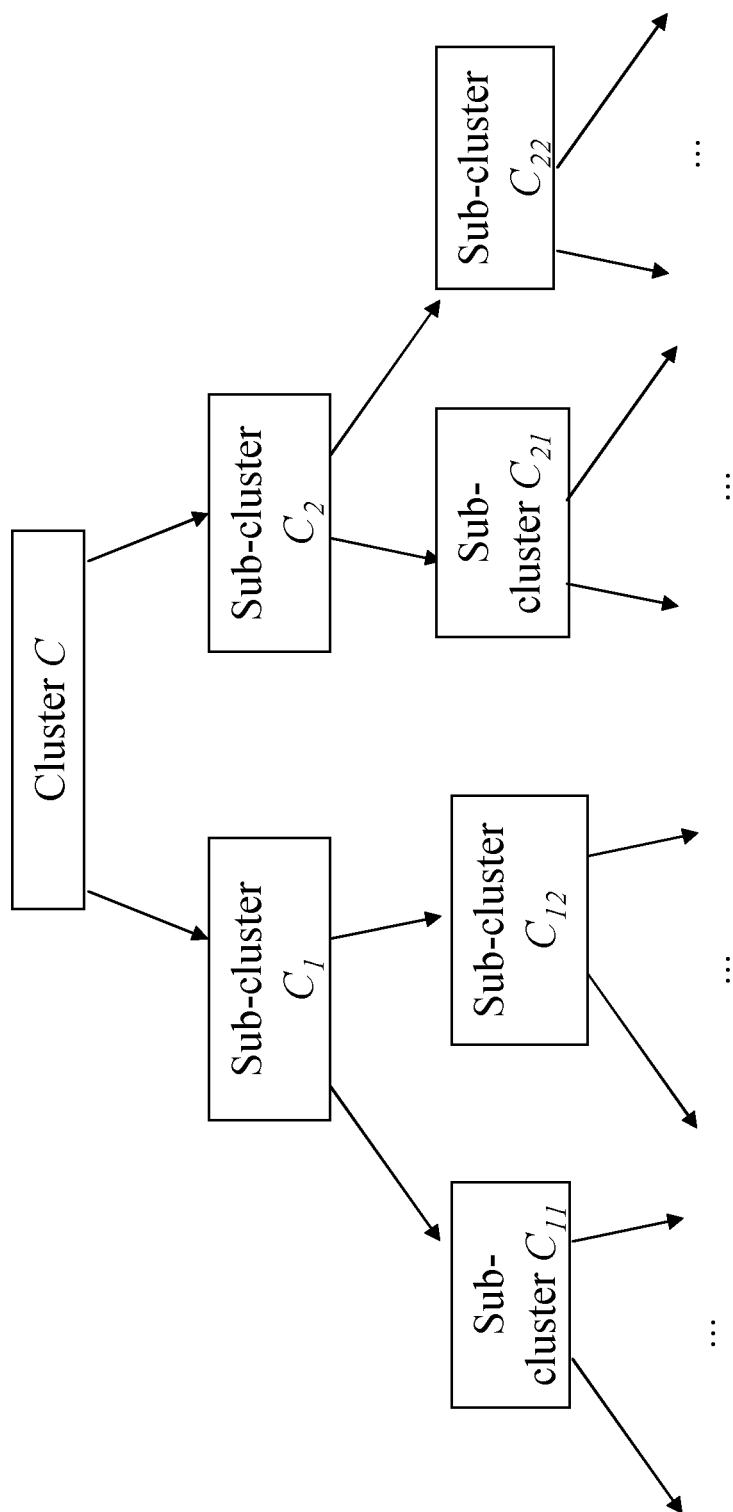 Cluster C
Sub-cluster
C₁
Sub-cluster
C₂
Sub-
cluster C₁₁
Sub-cluster
C₁₂
Sub-
cluster C₂₁
Sub-cluster
C₂₂
...
...
...
...